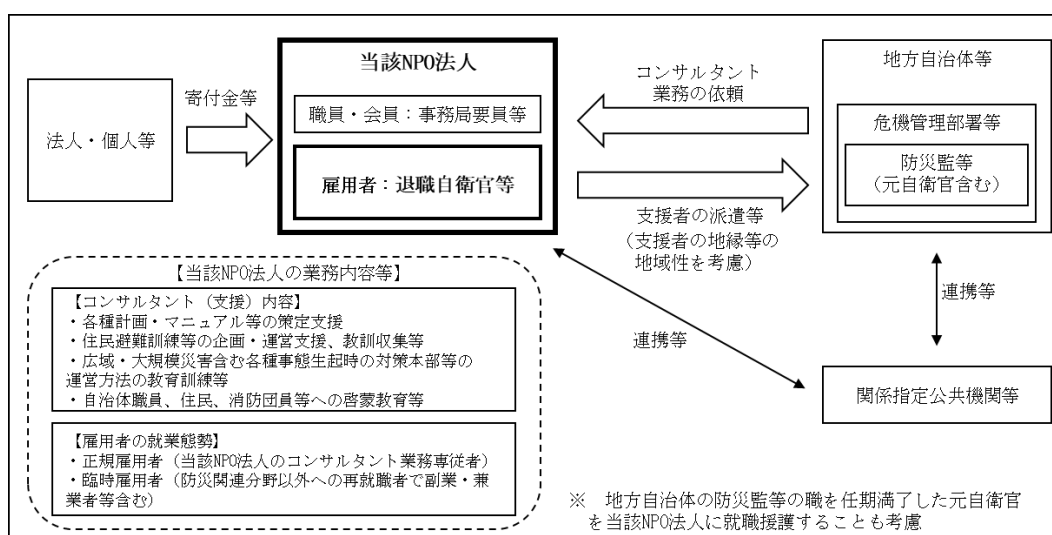 法人・個人等
寄付金等
当該NPO法人
職員・会員：事務局要員等
雇用者：退職自衛官等
コンサルタント
業務の依頼
支援者の派遣等
（支援者の地縁等の
地域性を考慮）
地方自治体等
危機管理部署等
防災監等
（元自衛官含む）
連携等
連携等
関係指定公共機関等
【当該NPO法人の業務内容等】
【コンサルタント（支援）内容】
・各種計画・マニュアル等の策定支援
・住民避難訓練等の企画・運営支援、教訓収集等
・広域・大規模災害含む各種事態生起時の対策本部等の
運営方法の教育訓練等
・自治体職員、住民、消防団員等への啓蒙教育等
【雇用者の就業態勢】
・正規雇用者（当該NPO法人のコンサルタント業務専従者）
・臨時雇用者（防災関連分野以外への再就職者で副業・兼
業者等含む）
※　地方自治体の防災監等の職を任期満了した元自衛官
を当該NPO法人に就職援護することも考慮